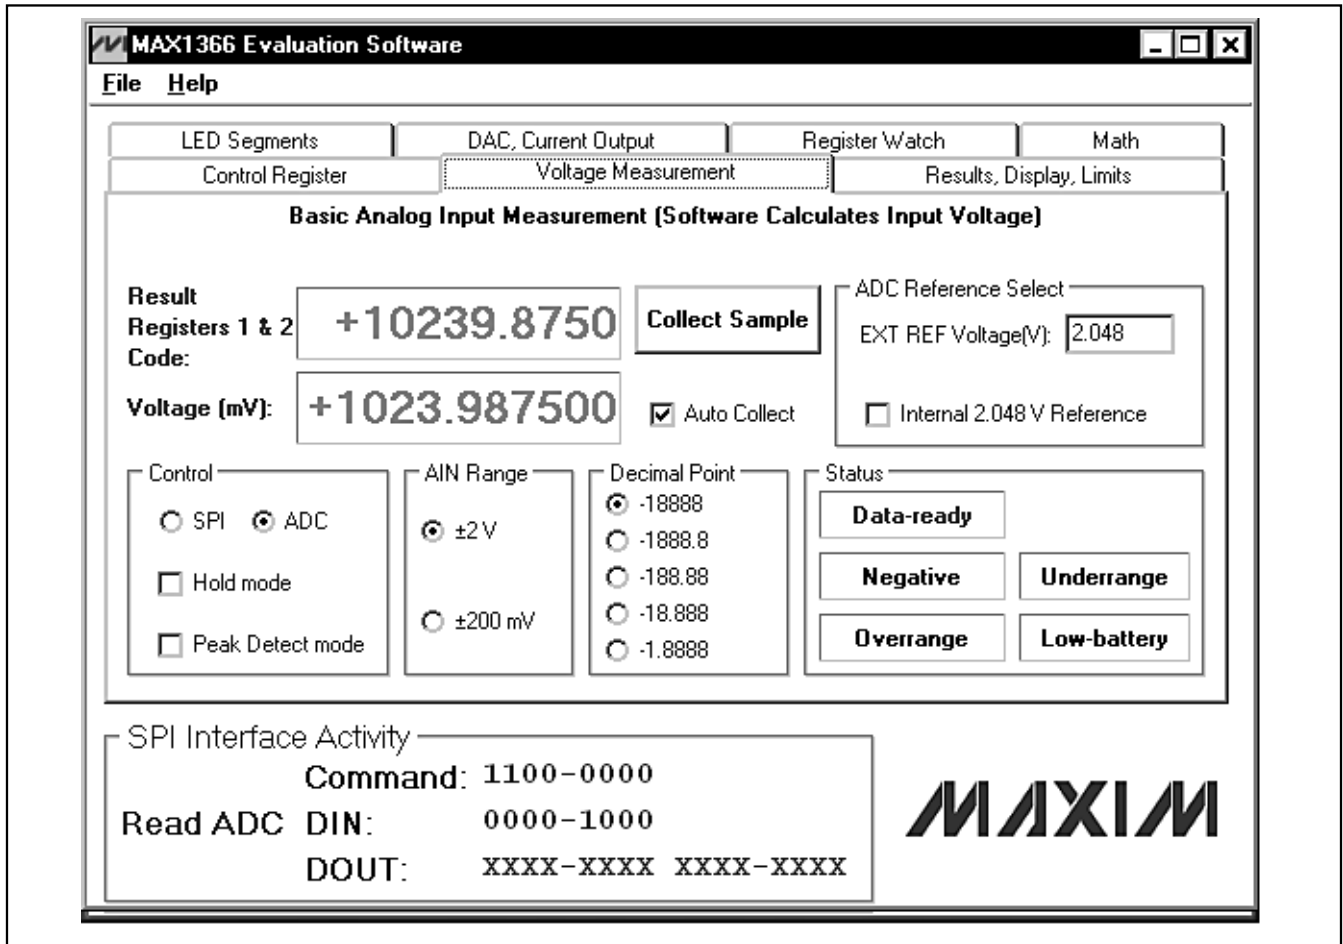 MAX1366 Evaluation Software
File Help
LED Segments DAC, Current Output Register Watch Math
Control Register Voltage Measurement Results, Display, Limits
Basic Analog Input Measurement (Software Calculates Input Voltage)
Result
Registers 1 & 2
Code:
+10239.8750
Collect Sample
ADC Reference Select
EXT REF Voltage(V): 2.048
Voltage (mV): +1023.987500
Auto Collect
Internal 2.048 V Reference
Control
SPI ADC
Hold mode
Peak Detect mode
AIN Range
±2 V
±200 mV
Decimal Point
-18888
-1888.8
-188.88
-18.888
-1.8888
Status
Data-ready
Negative Underrange
Overrange Low-battery
SPI Interface Activity
Command: 1100-0000
Read ADC DIN: 0000-1000
DOUT: XXXX-XXXX XXXX-XXXX
MAXIM